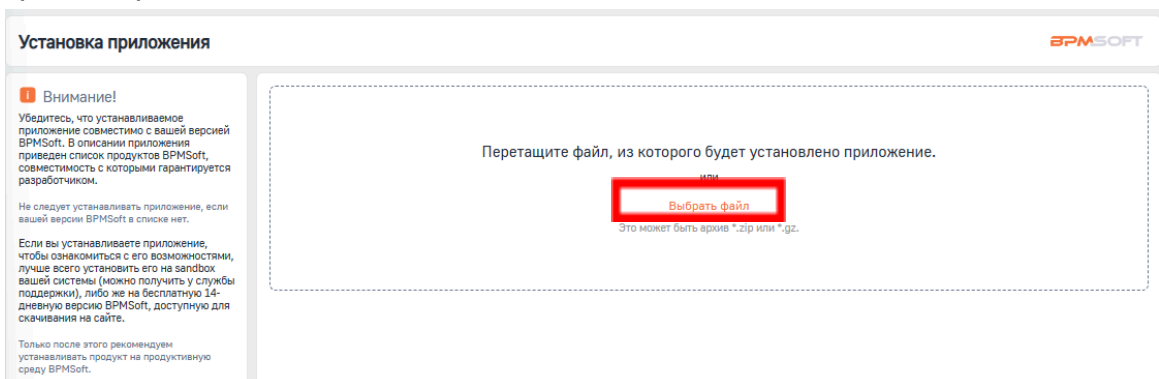 Установка приложения
BPMSOFT
Внимание!
Убедитесь, что устанавливаемое
приложение совместимо с вашей версией
BPMSoft. В описании приложения
приведен список продуктов BPMSoft,
совместимость с которыми гарантируется
разработчиком.
Не следует устанавливать приложение, если
вашей версии BPMSoft в списке нет.
Если вы устанавливаете приложение,
чтобы ознакомиться с его возможностями,
лучше всего установить его на sandbox
вашей системы (можно получить у службы
поддержки), либо же на бесплатную 14-
дневную версию BPMSoft, доступную для
скачивания на сайте.
Только после этого рекомендуем
устанавливать продукт на продуктивную
среду BPMSoft.
Перетащите файл, из которого будет установлено приложение.
или
Выбрать файл
Это может быть архив *.zip или *.gz.